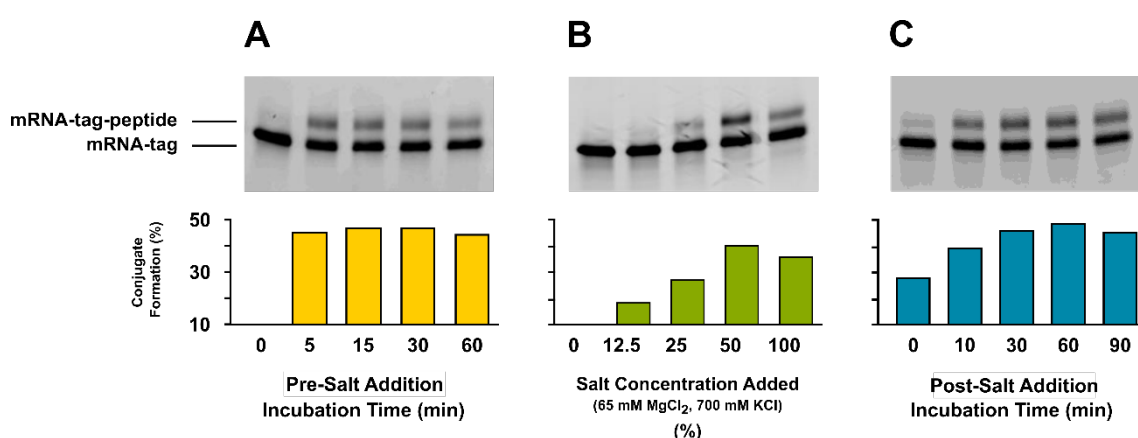 A B C
mRNA-tag-peptide
mRNA-tag
Conjugate
Formation (%)
50
30
10
0 5 15 30 60
0 12.5 25 50 100
0 10 30 60 90
Pre-Salt Addition
Incubation Time (min)
Salt Concentration Added
(65 mM MgCl₂, 700 mM KCl)
(%)
Post-Salt Addition
Incubation Time (min)